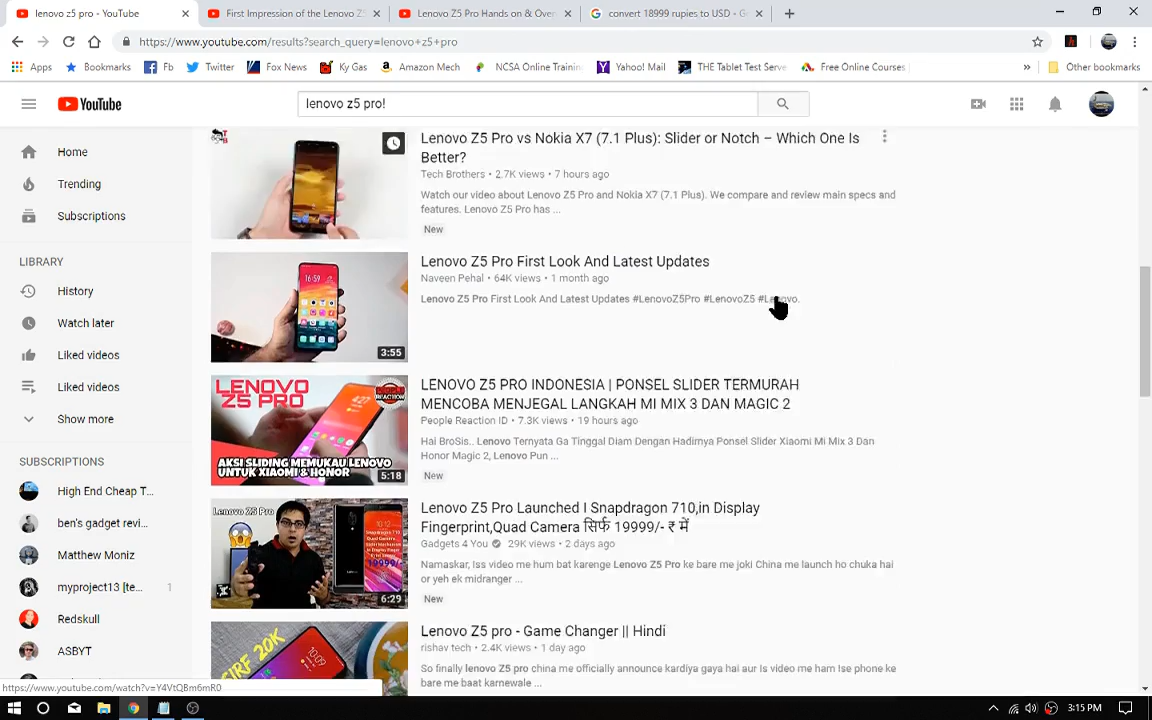 lenovo z5 pro - YouTube
First Impression of the Lenovo Z
Lenovo Z5 Pro Hands on & Over
convert 18999 rupies to USD - G
https://www.youtube.com/results?search_query=lenovo+z5+pro
Apps
Bookmarks
Fb
Twitter
Fox News
Ky Gas
Amazon Mech
NCSA Online Trainin
Yahoo! Mail
THE Tablet Test Serve
Free Online Courses
»
Other bookmarks
YouTube
lenovo z5 pro!
Home
Trending
Subscriptions
LIBRARY
History
Watch later
Liked videos
Liked videos
Show more
SUBSCRIPTIONS
High End Cheap T...
ben's gadget revi...
Matthew Moniz
myproject13 [te... 1
Redskull
ASBYT
Lenovo Z5 Pro vs Nokia X7 (7.1 Plus): Slider or Notch – Which One Is
Better?
Tech Brothers • 2.7K views • 7 hours ago
Watch our video about Lenovo Z5 Pro and Nokia X7 (7.1 Plus). We compare and review main specs and
features. Lenovo Z5 Pro has ...
New
16:59
3:55
Lenovo Z5 Pro First Look And Latest Updates
Naveen Pehal • 64K views • 1 month ago
Lenovo Z5 Pro First Look And Latest Updates #LenovoZ5Pro #LenovoZ5 #Lenovo.
LENOVO
Z5 PRO
PEOPLE
REACTION
AKSI SLIDING MEMUKAU LENOVO
UNTUK XIAOMI & HONOR
5:18
LENOVO Z5 PRO INDONESIA | PONSEL SLIDER TERMURAH
MENCOBA MENJEGAL LANGKAH MI MIX 3 DAN MAGIC 2
People Reaction ID • 7.3K views • 19 hours ago
Hai BroSis.. Lenovo Ternyata Ga Tinggal Diam Dengan Hadirnya Ponsel Slider Xiaomi Mi Mix 3 Dan
Honor Magic 2, Lenovo Pun ...
New
Lenovo Z5 Pro
19999/-
6:29
Lenovo Z5 Pro Launched I Snapdragon 710,in Display
Fingerprint,Quad Camera सिर्फ 19999/- ₹ में
Gadgets 4 You • 29K views • 2 days ago
Namaskar, Iss video me hum bat karenge Lenovo Z5 Pro ke bare me joki China me launch ho chuka hai
or yeh ek midranger ...
New
SIRF 20K
10:09
Lenovo Z5 pro - Game Changer || Hindi
rishav tech • 2.4K views • 1 day ago
So finally lenovo z5 pro china me officially announce kardiya gaya hai aur Is video me ham Ise phone ke
bare me baat karnewale ...
https://www.youtube.com/watch?v=Y4VtQBm6mR0
3:15 PM